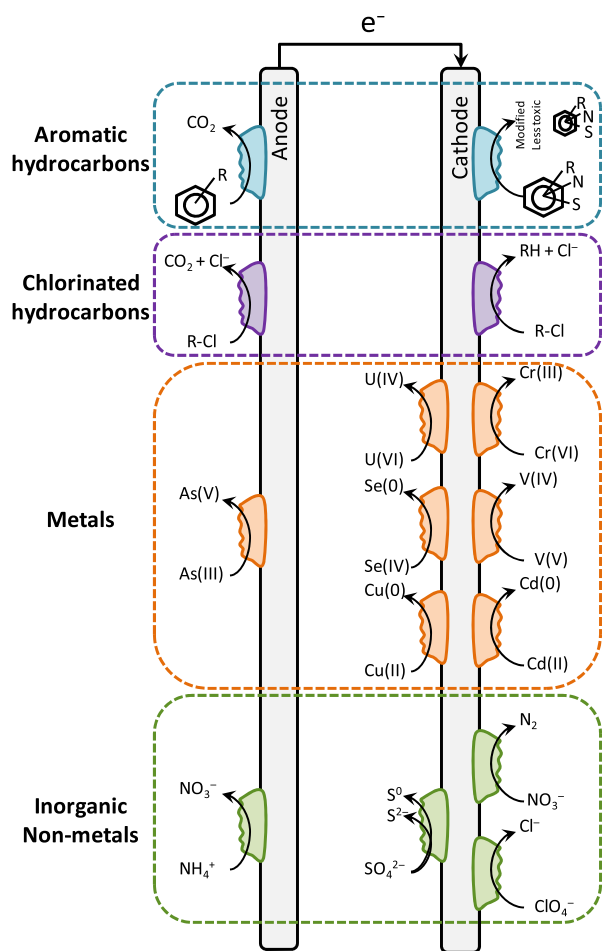 e⁻
Anode
Cathode
Aromatic
hydrocarbons
CO₂
R
Modified
Less toxic
R
N
S
R
N
S
Chlorinated
hydrocarbons
CO₂ + Cl⁻
R-Cl
RH + Cl⁻
R-Cl
Metals
As(V)
As(III)
U(IV)
U(VI)
Se(0)
Se(IV)
Cu(0)
Cu(II)
Cr(III)
Cr(VI)
V(IV)
V(V)
Cd(0)
Cd(II)
Inorganic
Non-metals
NO₃⁻
NH₄⁺
S⁰
S²⁻
SO₄²⁻
N₂
NO₃⁻
Cl⁻
ClO₄⁻